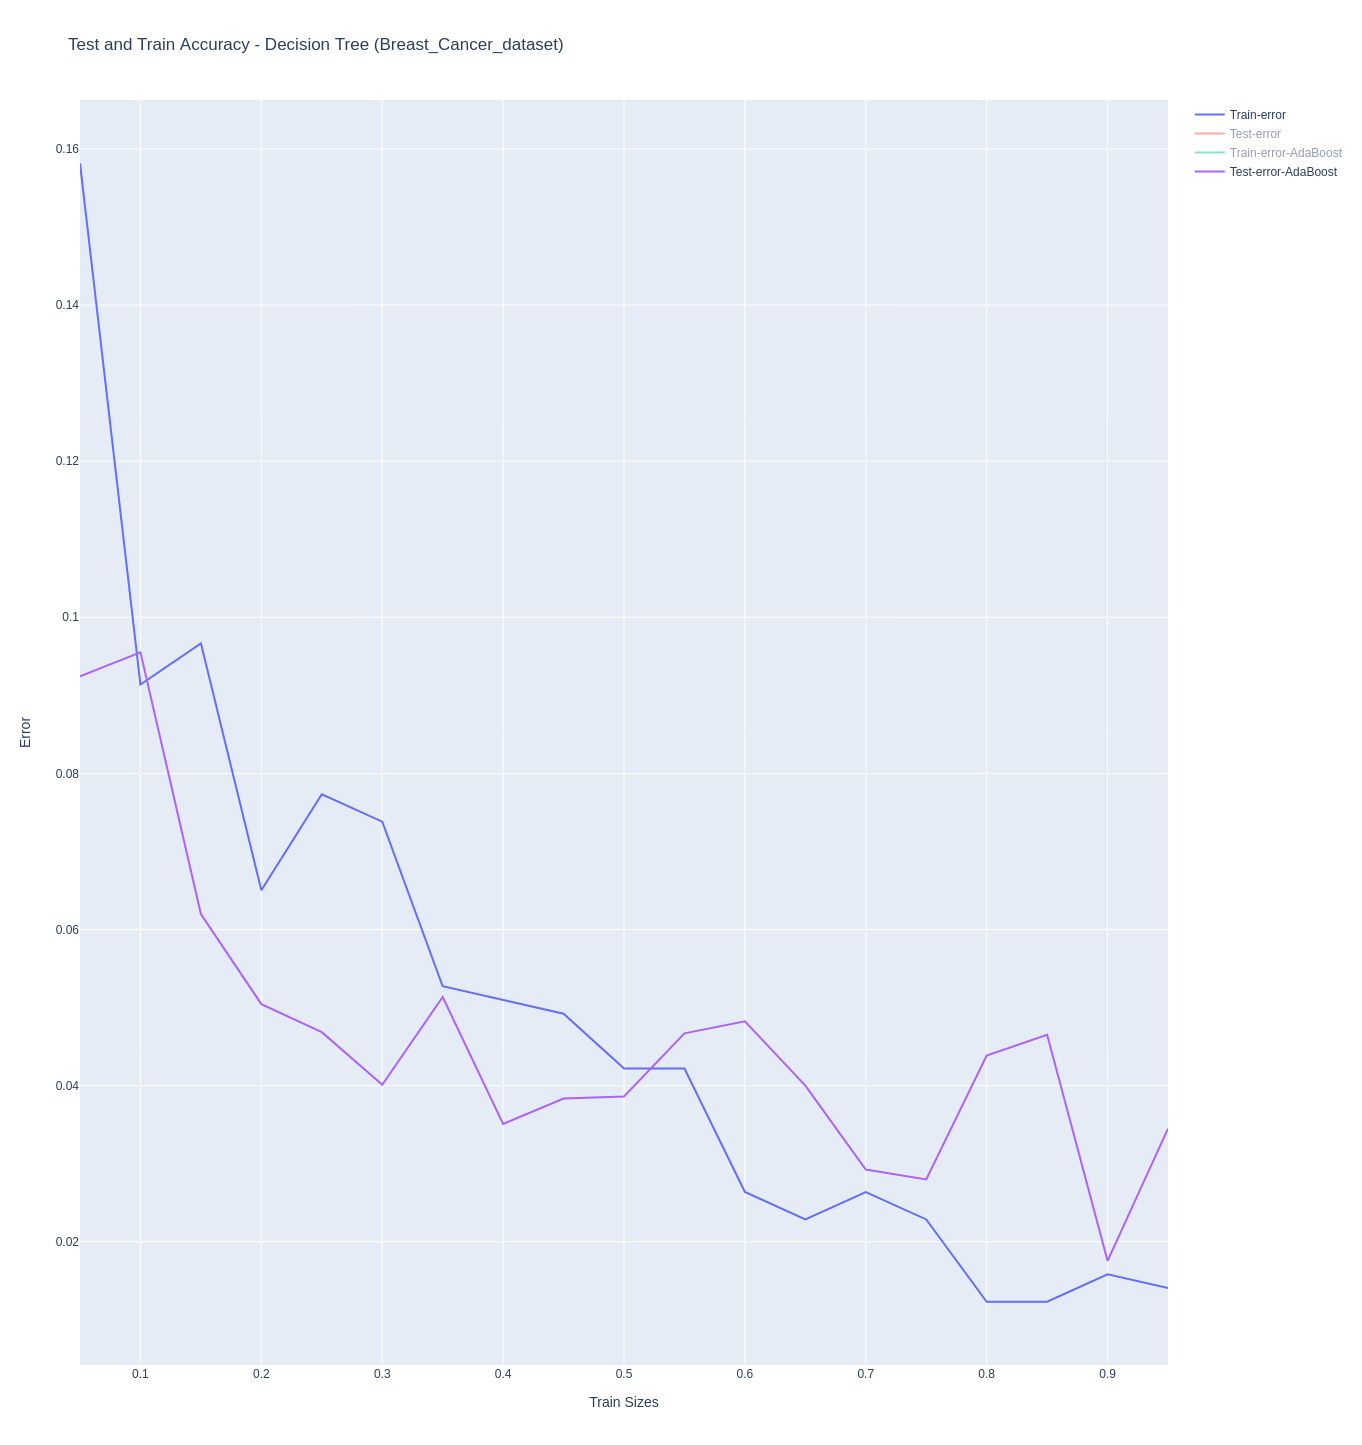 Test and Train Accuracy - Decision Tree (Breast_Cancer_dataset)
Train-error
Test-error
Train-error-AdaBoost
Test-error-AdaBoost
0.16
0.14
0.12
0.1
0.08
0.06
0.04
0.02
Error
0.1 0.2 0.3 0.4 0.5 0.6 0.7 0.8 0.9
Train Sizes